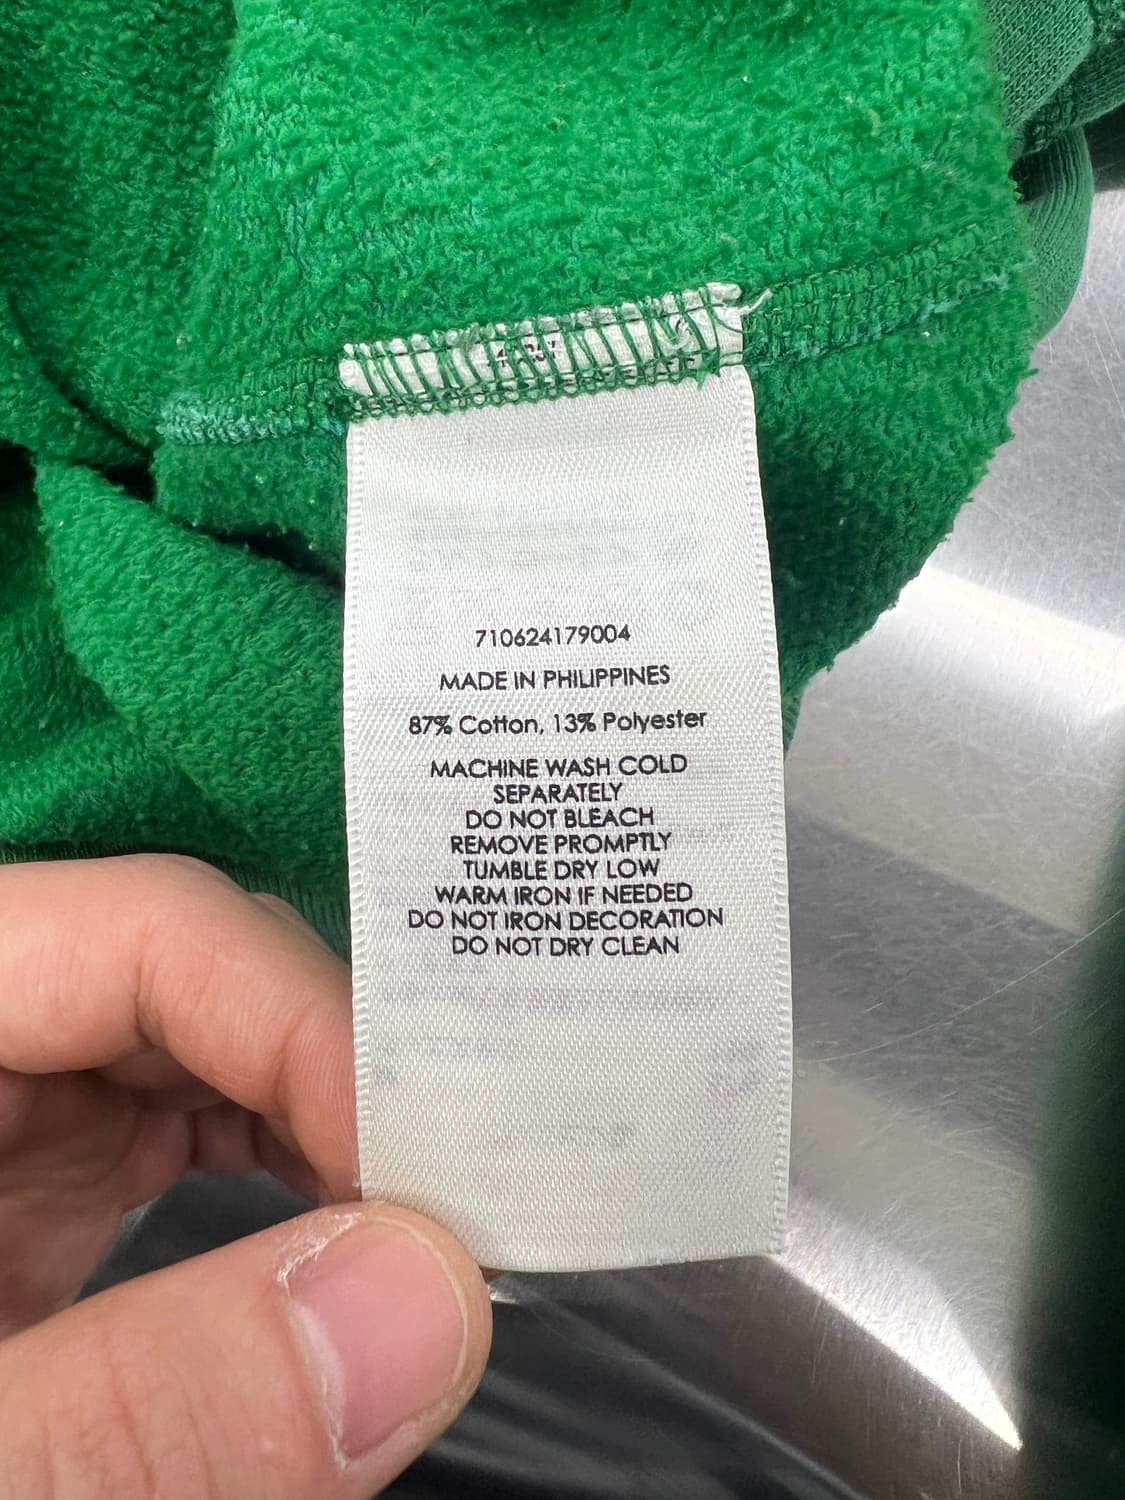 710624179004
MADE IN PHILIPPINES
87% Cotton, 13% Polyester
MACHINE WASH COLD
SEPARATELY
DO NOT BLEACH
REMOVE PROMPTLY
TUMBLE DRY LOW
WARM IRON IF NEEDED
DO NOT IRON DECORATION
DO NOT DRY CLEAN